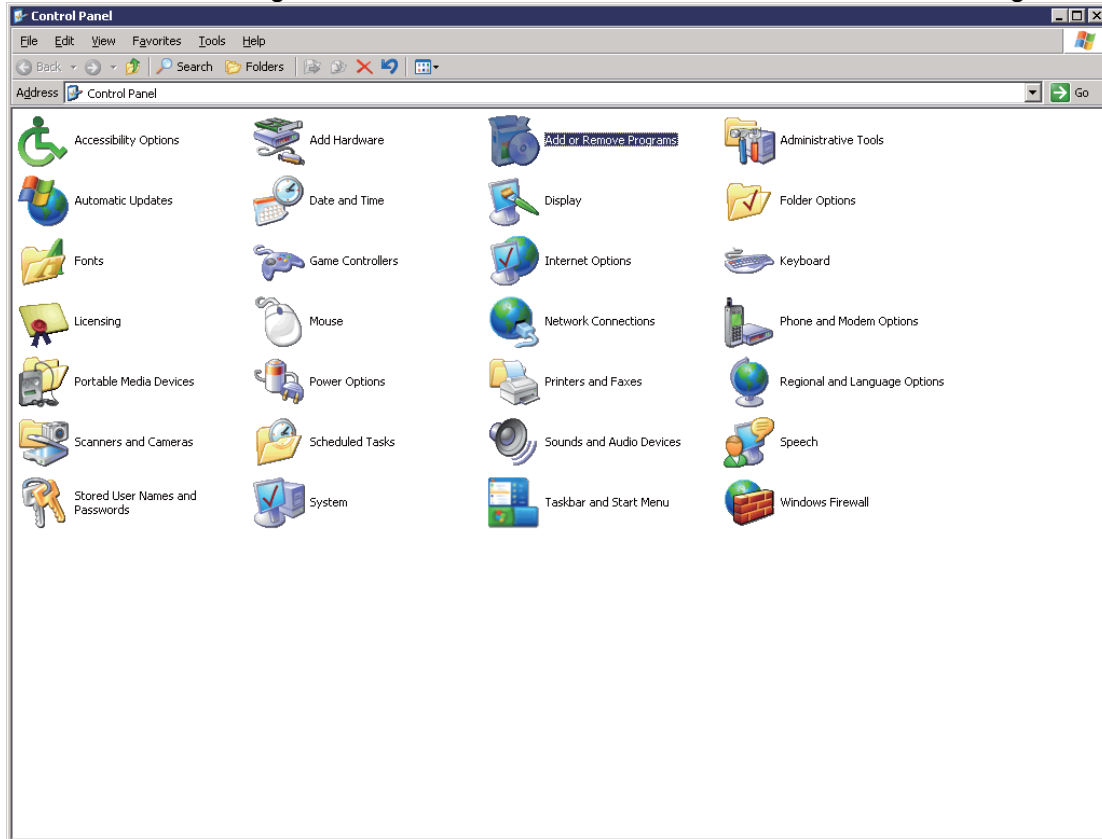 Control Panel
File Edit View Favorites Tools Help
Back Search Folders
Address Control Panel Go
Accessibility Options Add Hardware Add or Remove Programs Administrative Tools
Automatic Updates Date and Time Display Folder Options
Fonts Game Controllers Internet Options Keyboard
Licensing Mouse Network Connections Phone and Modem Options
Portable Media Devices Power Options Printers and Faxes Regional and Language Options
Scanners and Cameras Scheduled Tasks Sounds and Audio Devices Speech
Stored User Names and
Passwords System Taskbar and Start Menu Windows Firewall